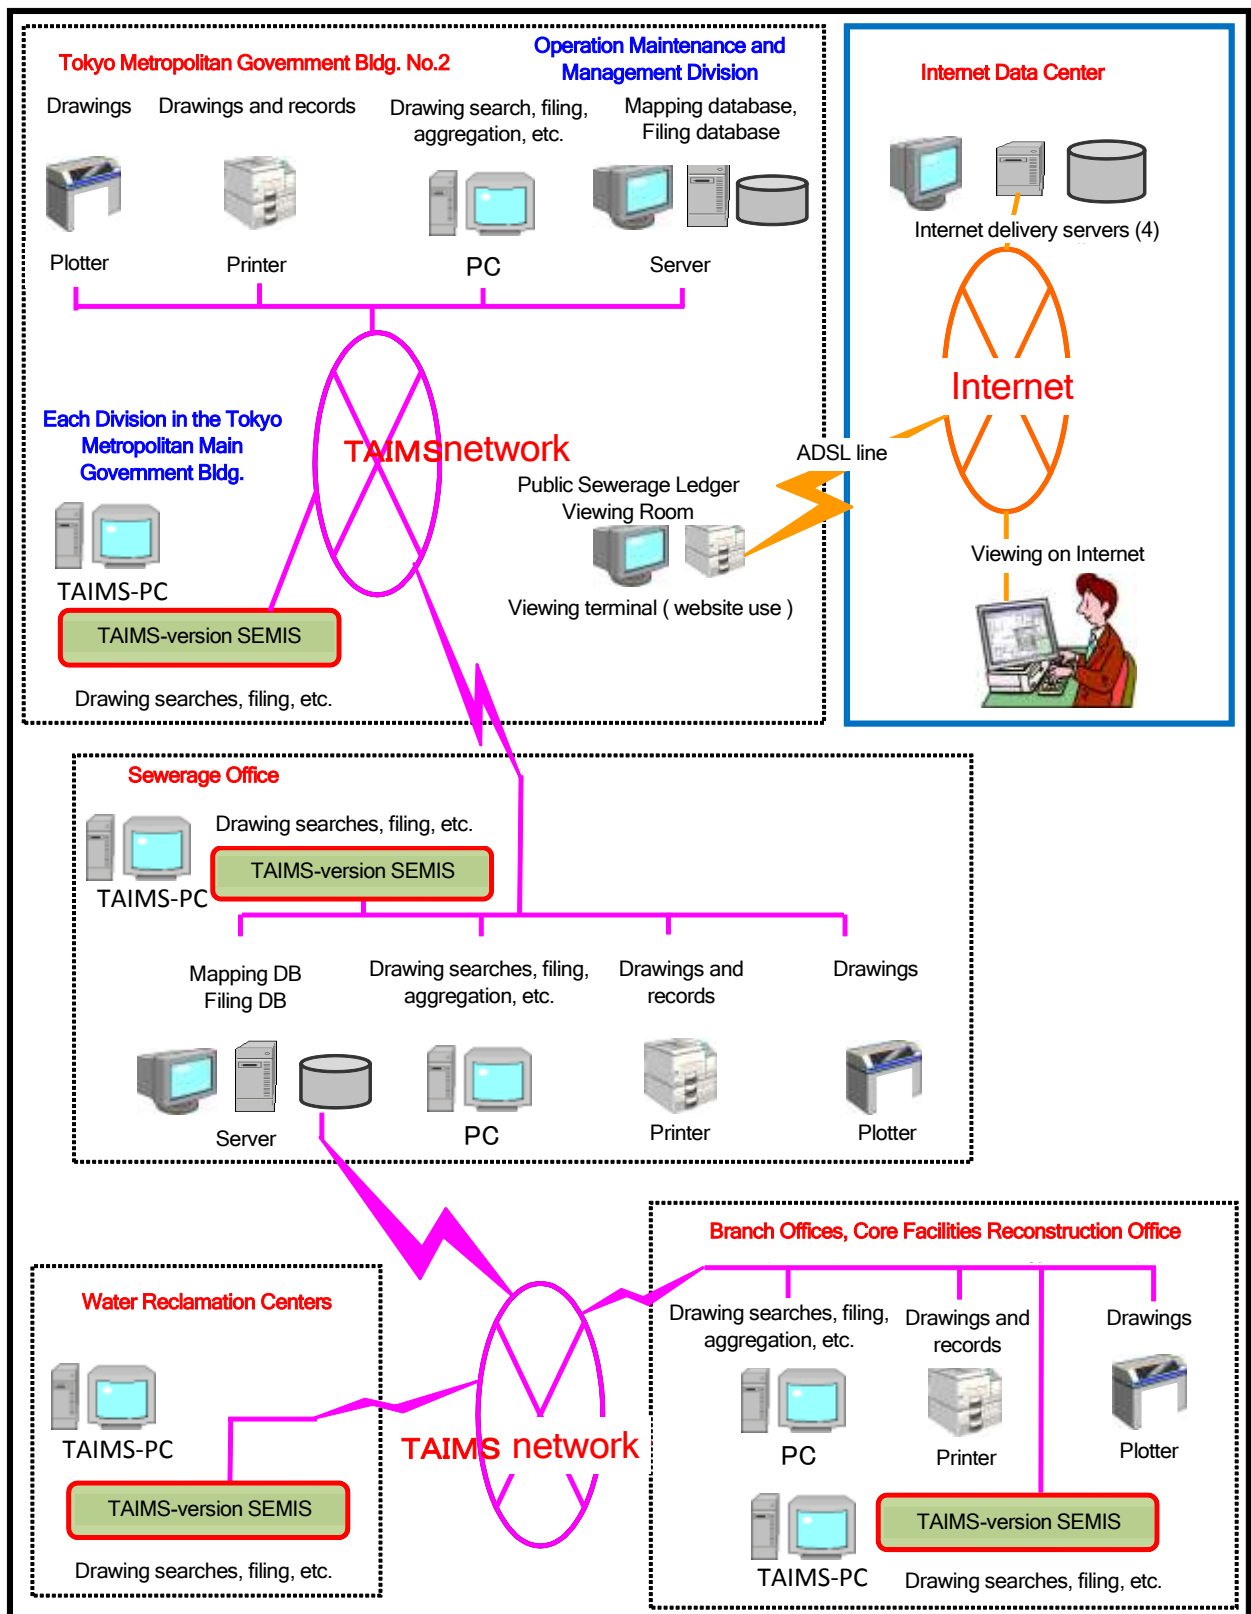 Tokyo Metropolitan Government Bldg. No.2
Operation Maintenance and
Management Division
Drawings
Drawings and records
Drawing search, filing,
aggregation, etc.
Mapping database,
Filing database
Plotter
Printer
PC
Server
Each Division in the Tokyo
Metropolitan Main
Government Bldg.
TAIMSnetwork
TAIMS-PC
TAIMS-version SEMIS
Drawing searches, filing, etc.
Public Sewerage Ledger
Viewing Room
Viewing terminal ( website use )
ADSL line
Internet Data Center
Internet delivery servers (4)
Internet
Viewing on Internet
Sewerage Office
Drawing searches, filing, etc.
TAIMS-version SEMIS
TAIMS-PC
Mapping DB
Filing DB
Drawing searches, filing,
aggregation, etc.
Drawings and
records
Drawings
Server
PC
Printer
Plotter
Water Reclamation Centers
TAIMS-PC
TAIMS-version SEMIS
Drawing searches, filing, etc.
TAIMS network
Branch Offices, Core Facilities Reconstruction Office
Drawing searches, filing,
aggregation, etc.
Drawings and
records
Drawings
PC
Printer
Plotter
TAIMS-version SEMIS
TAIMS-PC
Drawing searches, filing, etc.